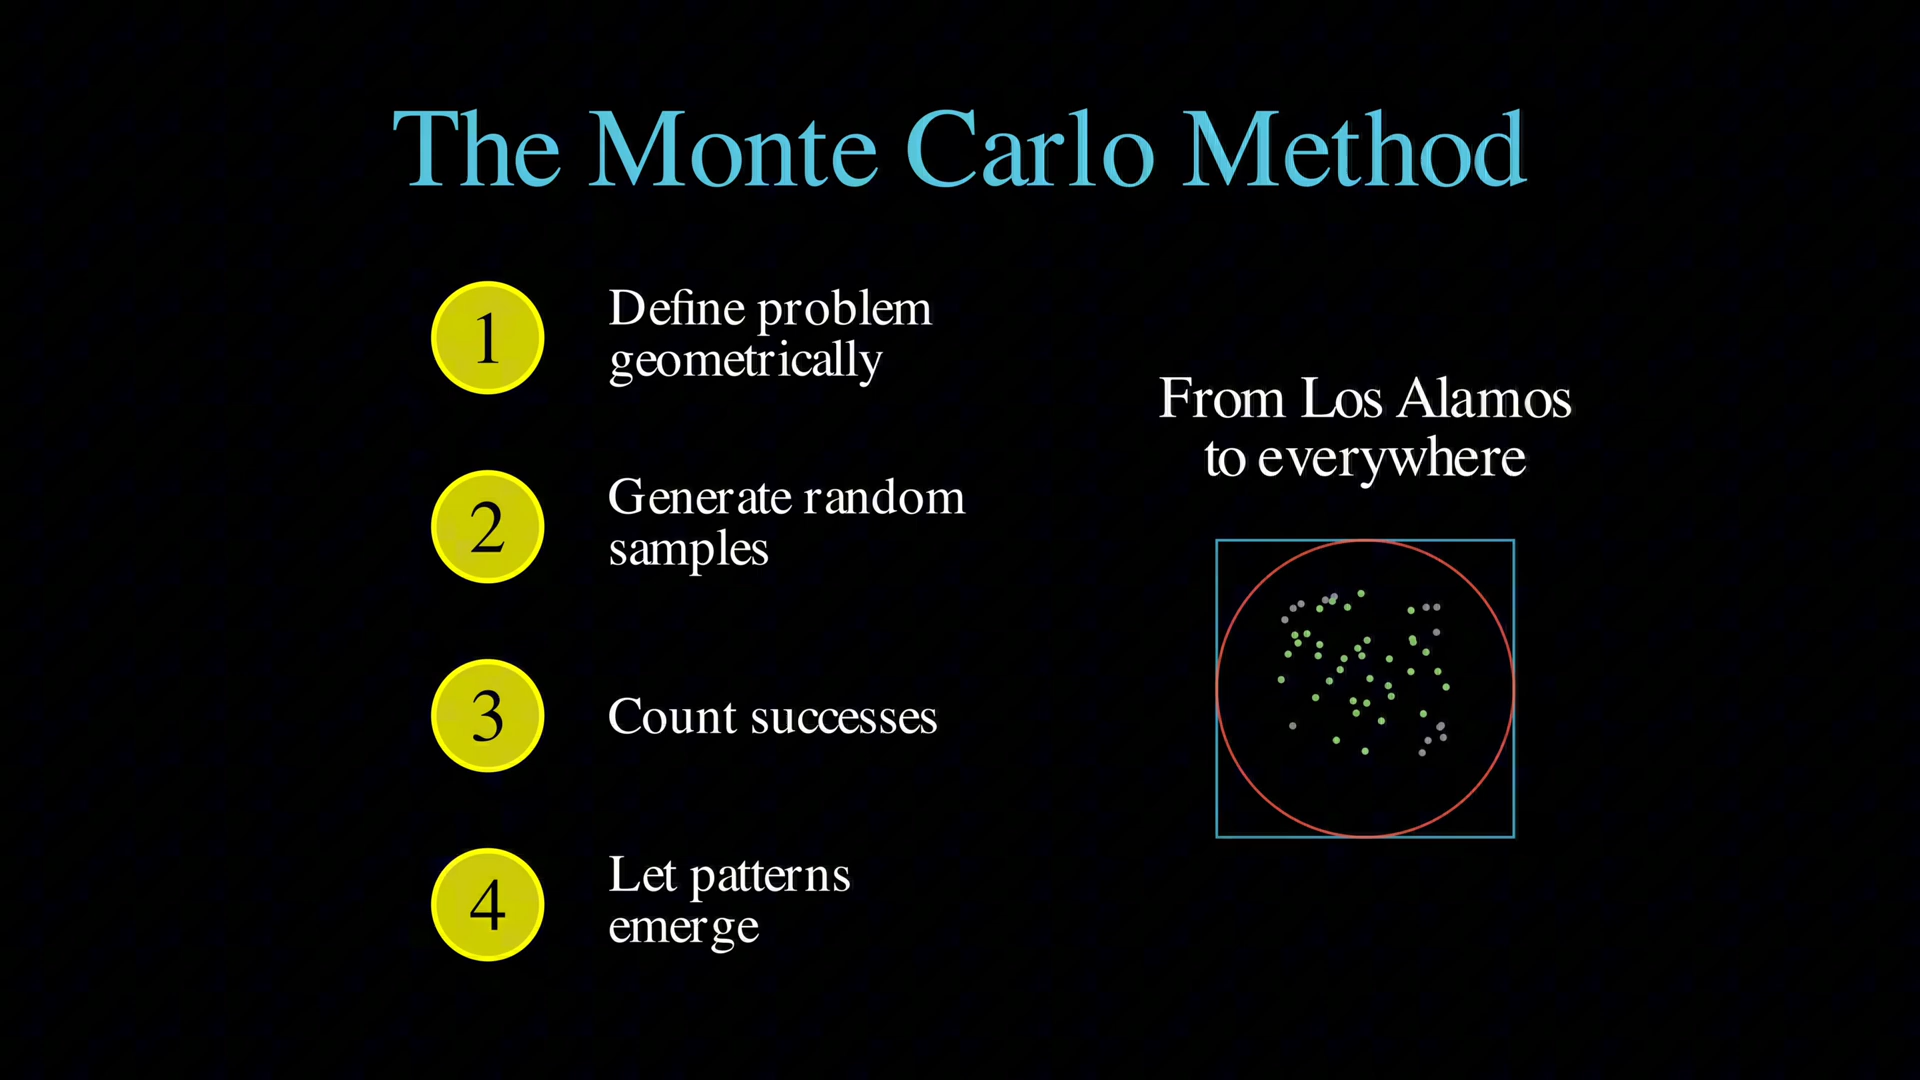 The Monte Carlo Method
1
Define problem
geometrically
2
Generate random
samples
3
Count successes
4
Let patterns
emerge
From Los Alamos
to everywhere